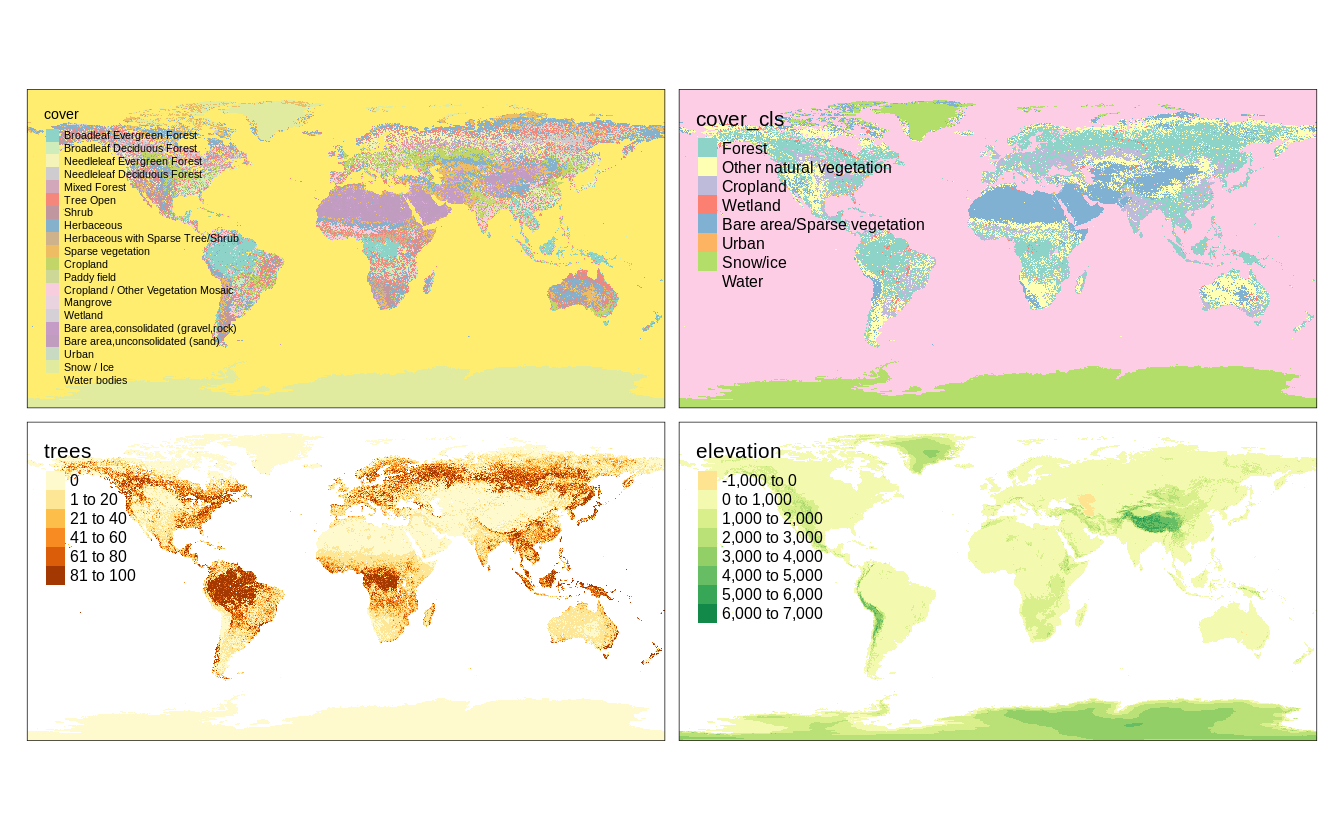 cover
Broadleaf Evergreen Forest
Broadleaf Deciduous Forest
Needleleaf Evergreen Forest
Needleleaf Deciduous Forest
Mixed Forest
Tree Open
Shrub
Herbaceous
Herbaceous with Sparse Tree/Shrub
Sparse vegetation
Cropland
Paddy field
Cropland / Other Vegetation Mosaic
Mangrove
Wetland
Bare area,consolidated (gravel,rock)
Bare area,unconsolidated (sand)
Urban
Snow / Ice
Water bodies
cover_cls
Forest
Other natural vegetation
Cropland
Wetland
Bare area/Sparse vegetation
Urban
Snow/ice
Water
trees
0
1 to 20
21 to 40
41 to 60
61 to 80
81 to 100
elevation
-1,000 to 0
0 to 1,000
1,000 to 2,000
2,000 to 3,000
3,000 to 4,000
4,000 to 5,000
5,000 to 6,000
6,000 to 7,000